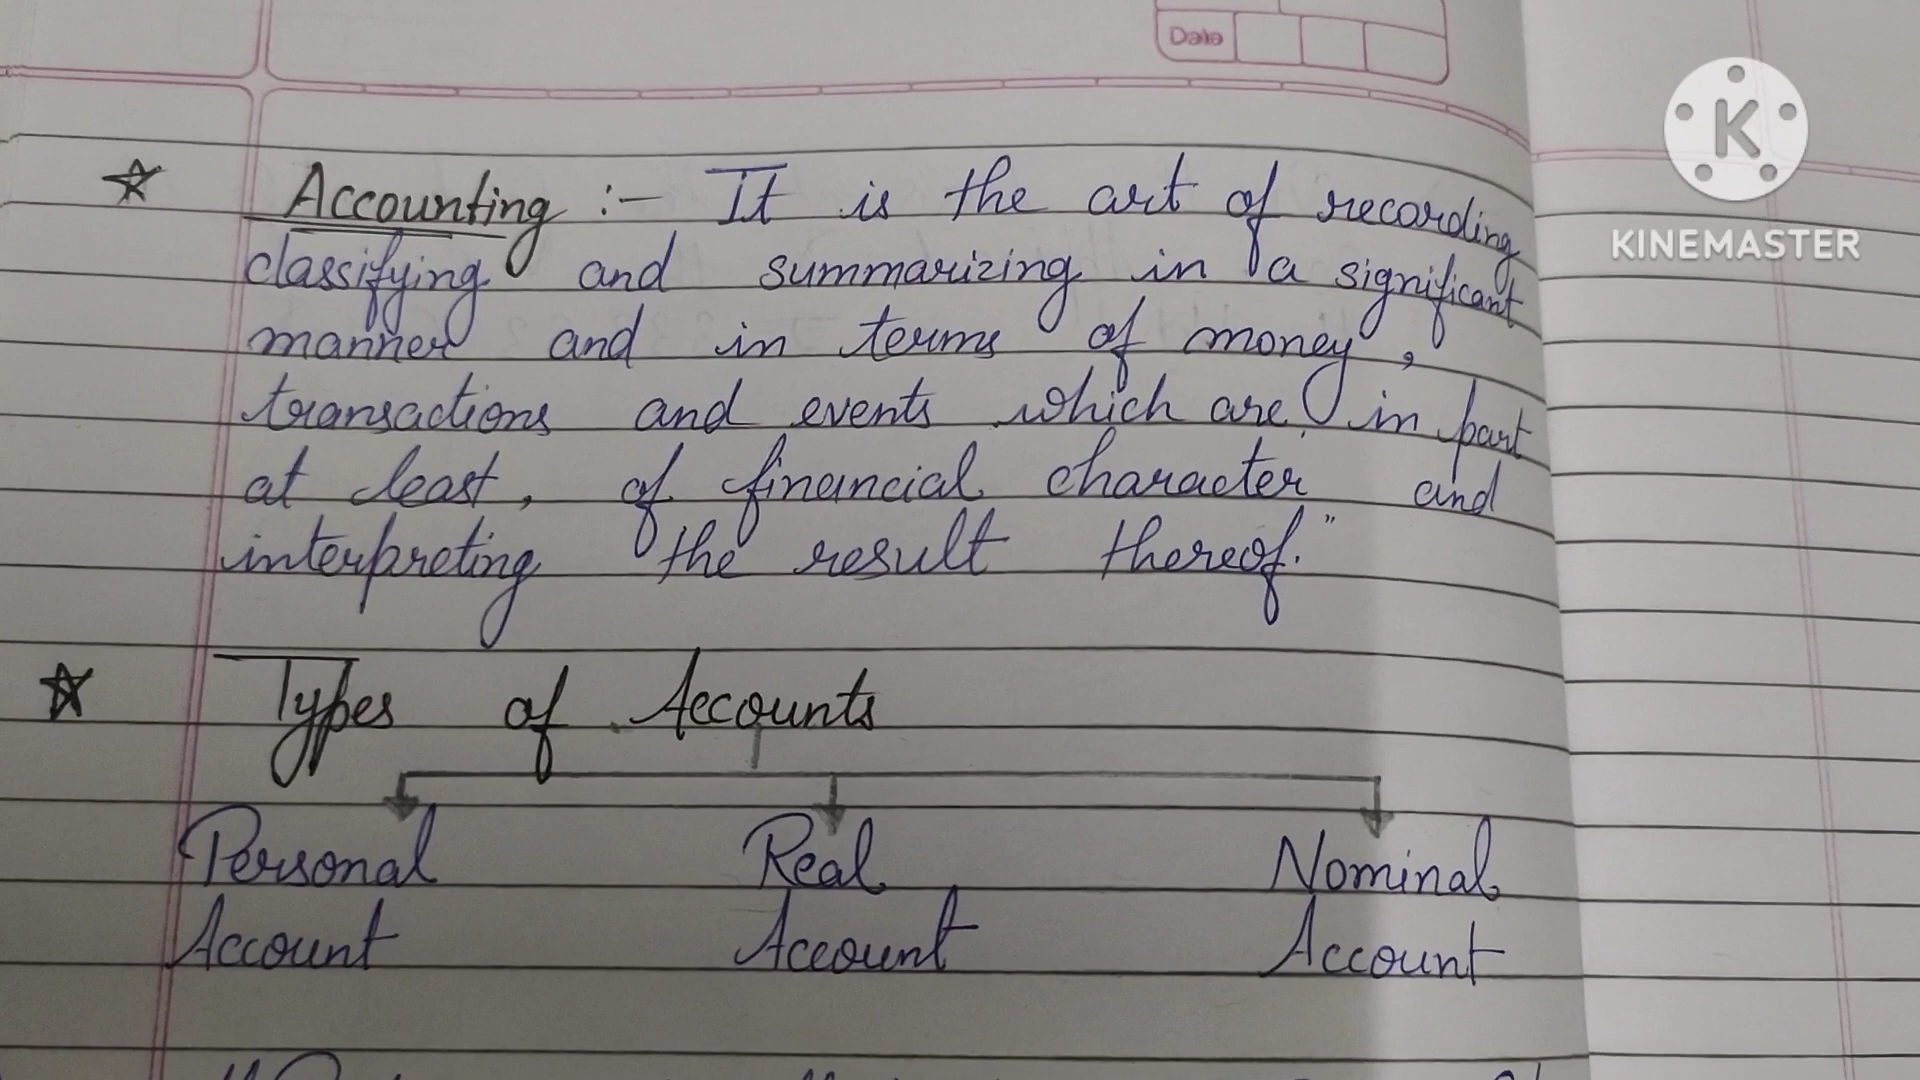 Date
K
KINEMASTER
☆ Accounting :- It is the art of recording
classifying and summarizing in a significant
manner and in terms of money,
transactions and events which are in part
at least, of financial character and
interpreting the result thereof."
☆ Types of Accounts
Personal Real Nominal
Account Account Account